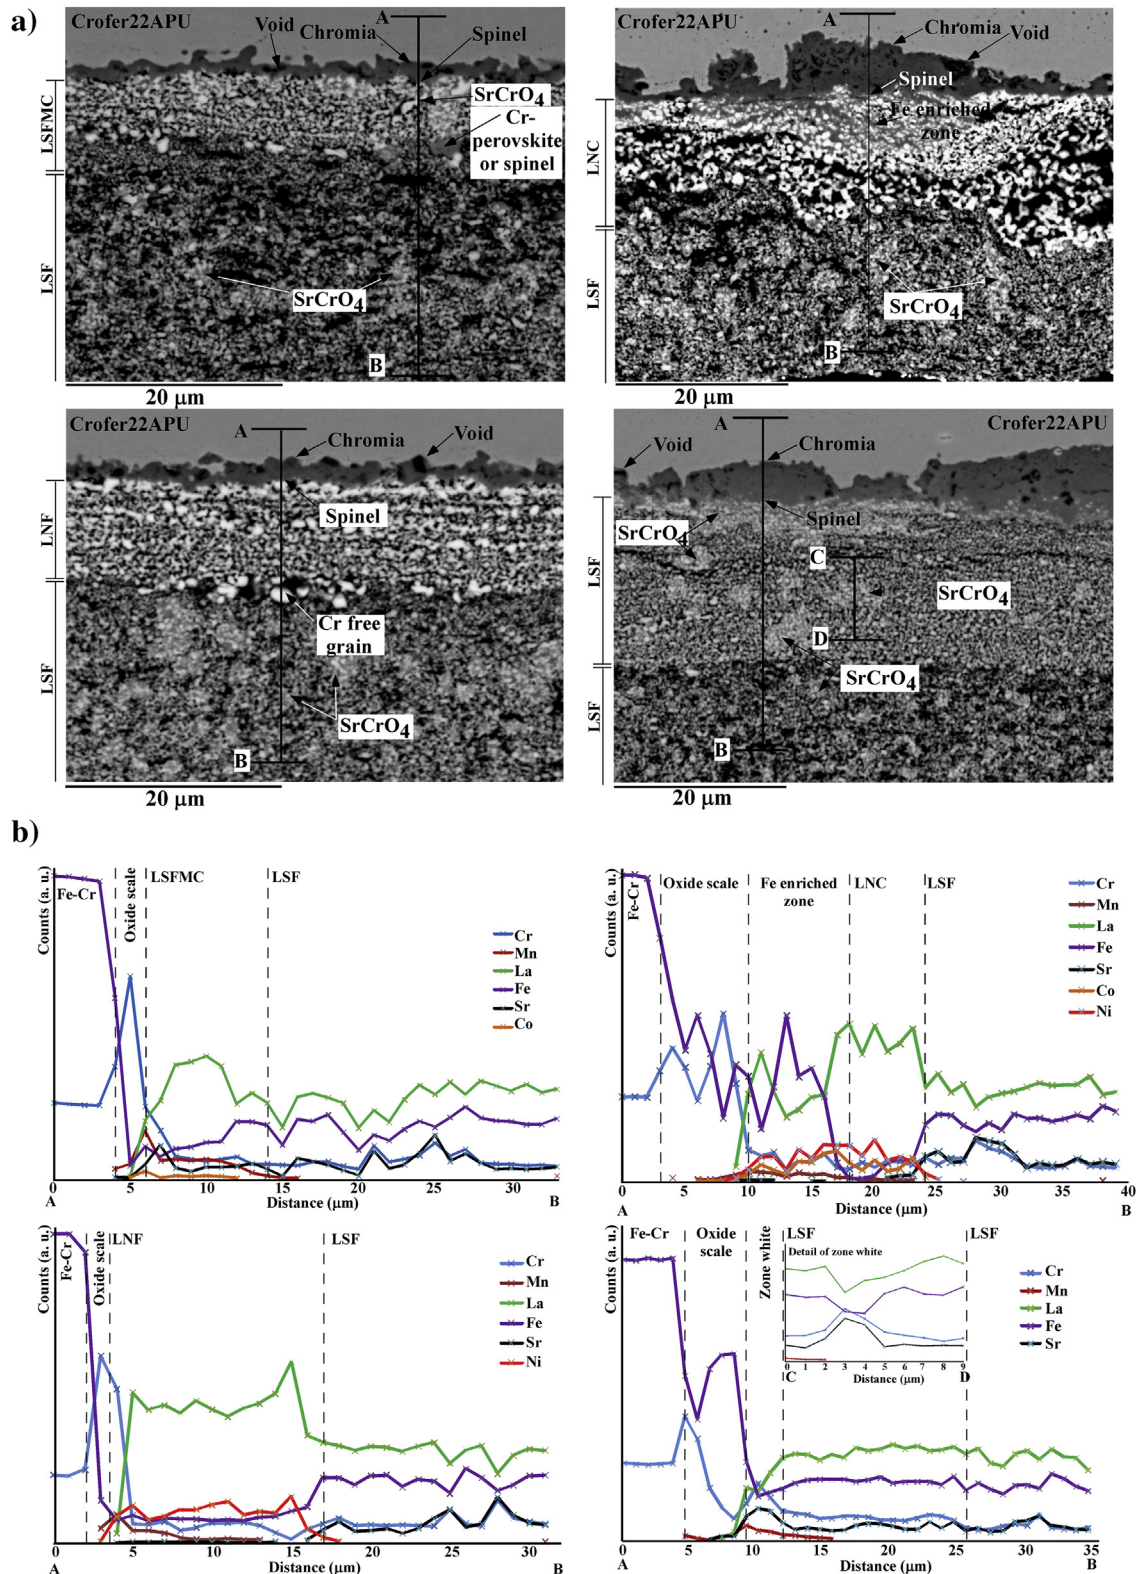 a)
Crofer22APU
A
Void
Chromia
Spinel
SrCrO4
Cr-
perovskite
or spinel
LSFMC
LSF
SrCrO4
B
20 μm
A
Chromia
Void
Spinel
Fe enriched
zone
LNC
LSF
SrCrO4
B
20 μm
Crofer22APU
A
Chromia
Void
Spinel
LNF
Cr free
grain
LSF
SrCrO4
B
20 μm
A
Crofer22APU
Void
Chromia
Spinel
SrCrO4
C
LSF
SrCrO4
D
SrCrO4
LSF
B
20 μm
b)
Counts (a. u.)
Fe-Cr
Oxide scale
LSFMC
LSF
Cr
Mn
La
Fe
Sr
Co
0 5 10 15 20 25 30
A Distance (μm) B
Counts (a. u.)
Fe-Cr
Oxide scale
Fe enriched
zone
LNC
LSF
Cr
Mn
La
Fe
Sr
Co
Ni
0 5 10 15 20 25 30 35 40
A Distance (μm) B
Counts (a. u.)
Fe-Cr
Oxide scale
LNF
LSF
Cr
Mn
La
Fe
Sr
Ni
0 5 10 15 20 25 30
A Distance (μm) B
Counts (a. u.)
Fe-Cr
Oxide
scale
Zone white
LSF
LSF
Detail of zone white
0 1 2 3 4 5 6 7 8 9
C Distance (μm) D
Cr
Mn
La
Fe
Sr
0 5 10 15 20 25 30 35
A Distance (μm) B